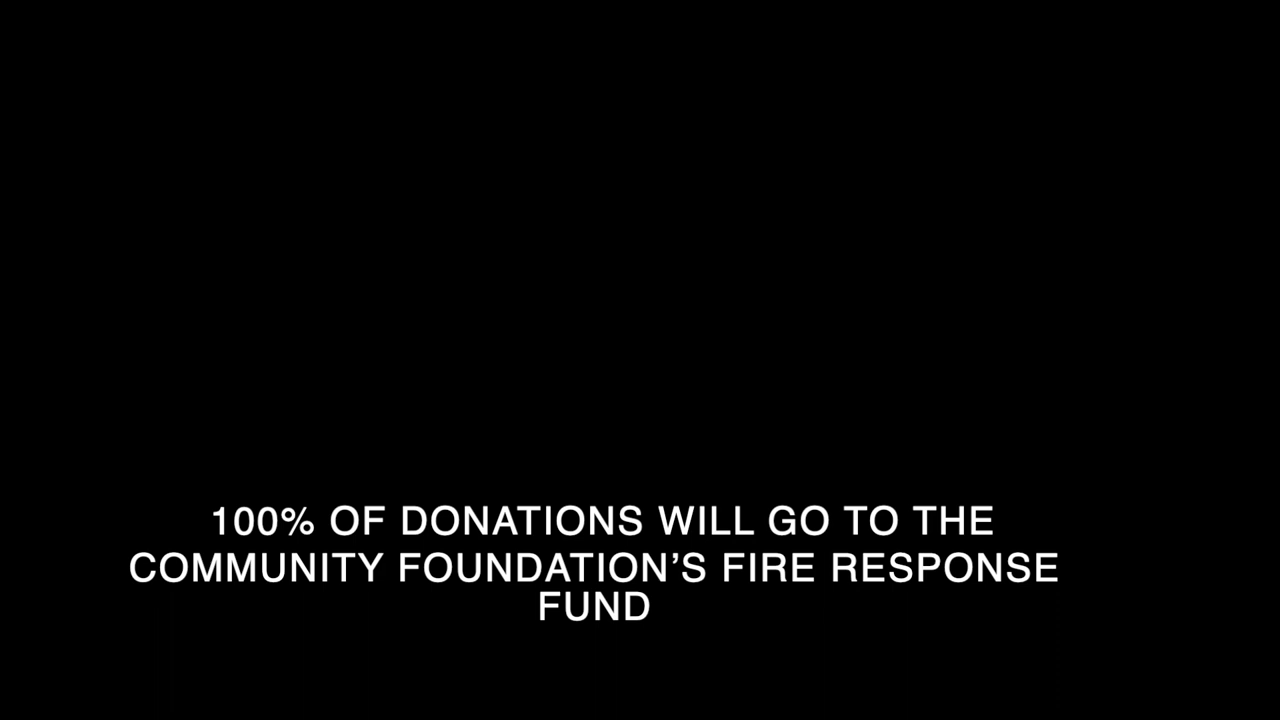 100% OF DONATIONS WILL GO TO THE
COMMUNITY FOUNDATION’S FIRE RESPONSE
FUND